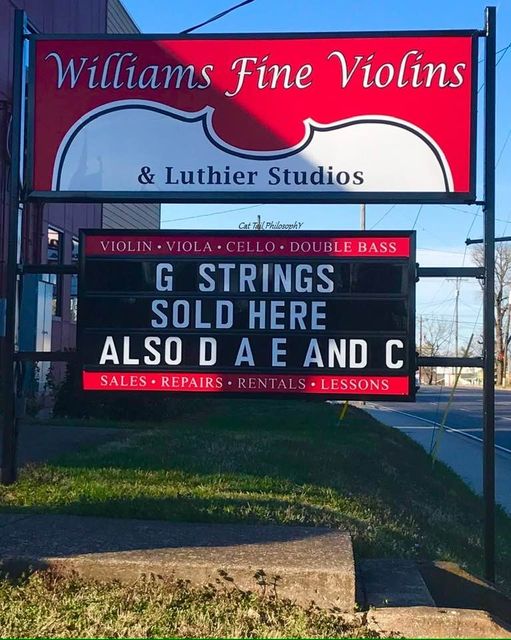 Williams Fine Violins
& Luthier Studios
Cat Tail PhilosophY
VIOLIN • VIOLA • CELLO • DOUBLE BASS
G STRINGS
SOLD HERE
ALSO D A E AND C
SALES • REPAIRS • RENTALS • LESSONS